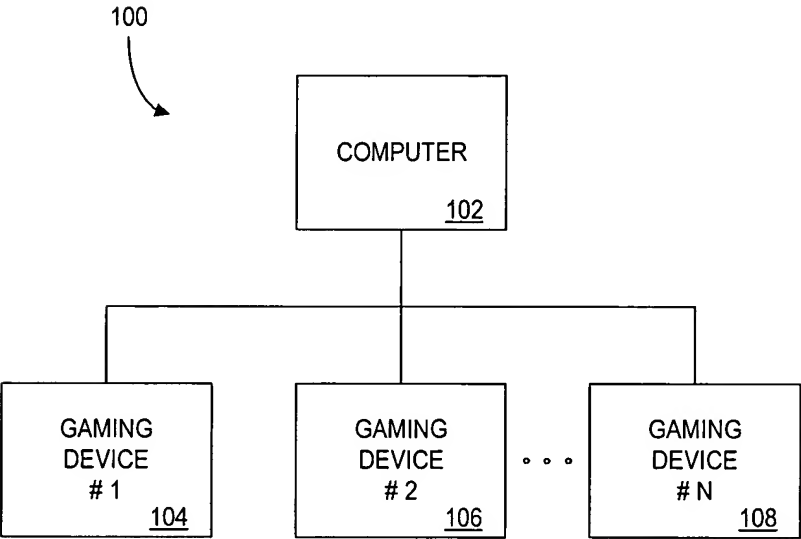 100
COMPUTER
102
GAMING
DEVICE
# 1
104
GAMING
DEVICE
# 2
106
GAMING
DEVICE
# N
108